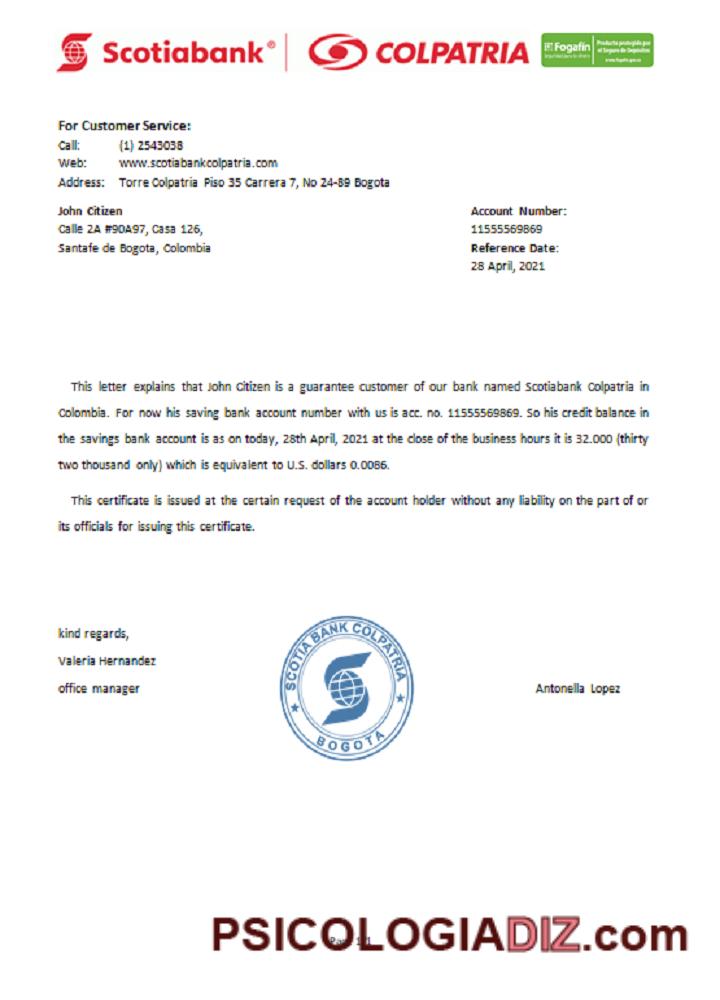 Scotiabank® COLPATRIA Fogafín Producto protegido por
el Seguro de Depósitos
www.fogafin.gov.co
For Customer Service:
Call: (1) 2543038
Web: www.scotiabankcolpatria.com
Address: Torre Colpatria Piso 35 Carrera 7, No 24-89 Bogota
John Citizen
Calle 2A #90A97, Casa 126,
Santafe de Bogota, Colombia
Account Number:
11555569869
Reference Date:
28 April, 2021
This letter explains that John Citizen is a guarantee customer of our bank named Scotiabank Colpatria in
Colombia. For now his saving bank account number with us is acc. no. 11555569869. So his credit balance in
the savings bank account is as on today, 28th April, 2021 at the close of the business hours it is 32.000 (thirty
two thousand only) which is equivalent to U.S. dollars 0.0086.
This certificate is issued at the certain request of the account holder without any liability on the part of or
its officials for issuing this certificate.
kind regards,
Valeria Hernandez
office manager
SCOTIA BANK COLPATRIA
BOGOTA
Antonella Lopez
PSICOLOGIADIZ.com